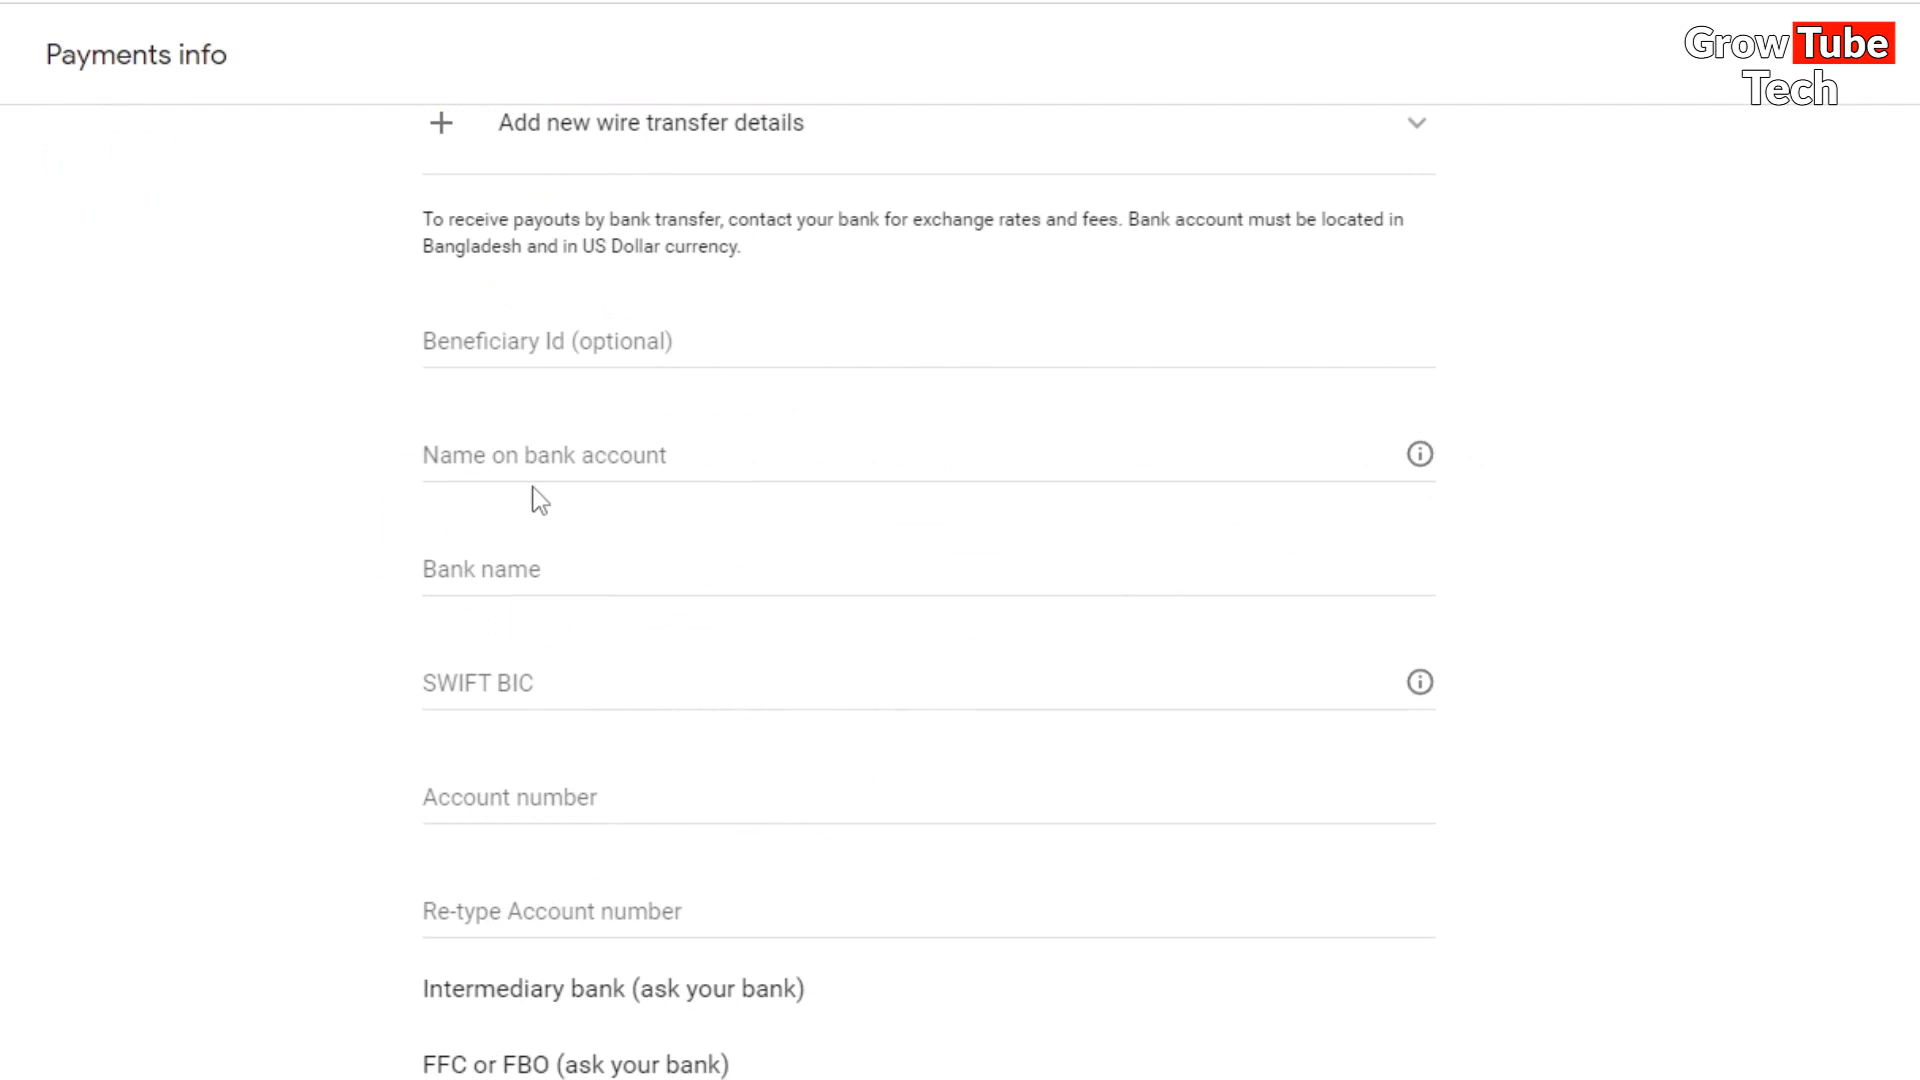 Payments info
Grow Tube
Tech
Add new wire transfer details
To receive payouts by bank transfer, contact your bank for exchange rates and fees. Bank account must be located in
Bangladesh and in US Dollar currency.
Beneficiary Id (optional)
Name on bank account
Bank name
SWIFT BIC
Account number
Re-type Account number
Intermediary bank (ask your bank)
FFC or FBO (ask your bank)